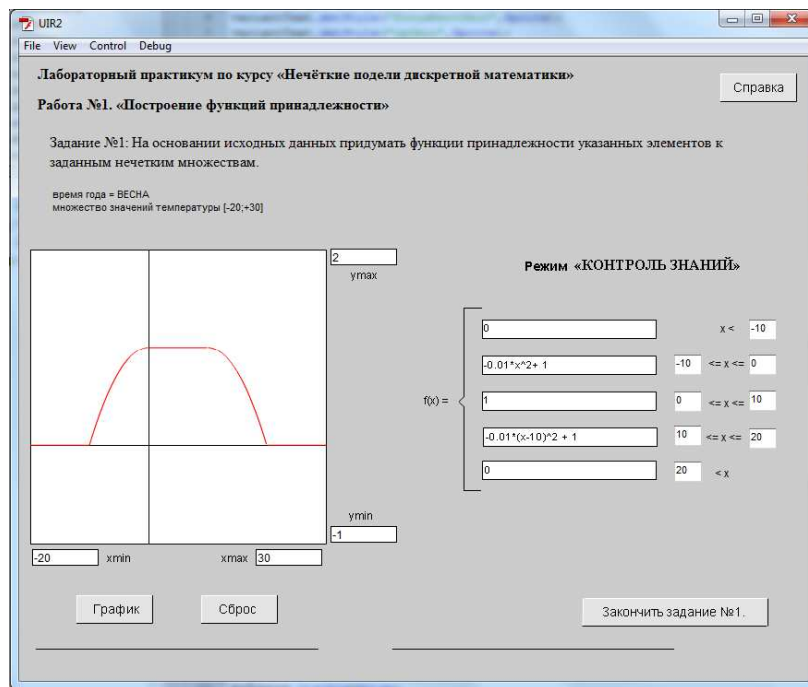 UIR2
File View Control Debug
Лабораторный практикум по курсу «Нечёткие подели дискретной математики»
Справка
Работа №1. «Построение функций принадлежности»
Задание №1: На основании исходных данных придумать функции принадлежности указанных элементов к
заданным нечетким множествам.
время года = ВЕСНА
множество значений температуры [-20;+30]
2
ymax
Режим «КОНТРОЛЬ ЗНАНИЙ»
0 x < -10
-0.01*x^2+ 1 -10 <= x <= 0
f(x) = 1 0 <= x <= 10
-0.01*(x-10)^2 + 1 10 <= x <= 20
0 20 < x
ymin
-1
-20 xmin xmax 30
График Сброс Закончить задание №1.